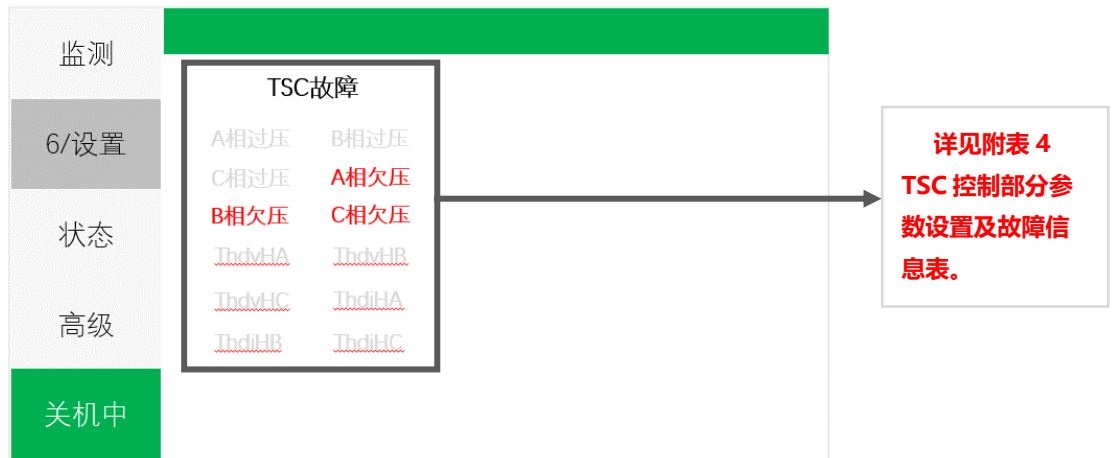 监测
6/设置
状态
高级
关机中
TSC故障
A相过压 B相过压
C相过压 A相欠压
B相欠压 C相欠压
ThdvHA ThdvHB
ThdvHC ThdiHA
ThdiHB ThdiHC
详见附表 4
TSC 控制部分参
数设置及故障信
息表。